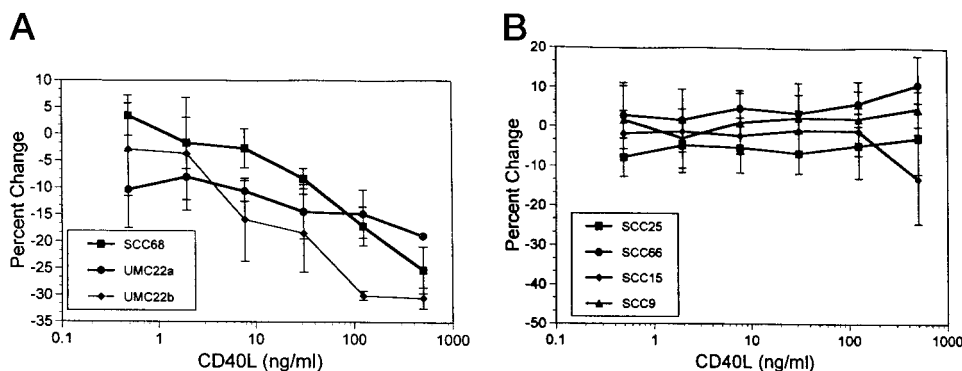 A
Percent Change
10
5
0
-5
-10
-15
-20
-25
-30
-35
SCC68
UMC22a
UMC22b
0.1 1 10 100 1000
CD40L (ng/ml)
B
Percent Change
20
10
0
-10
-20
-30
-40
-50
SCC25
SCC66
SCC15
SCC9
0.1 1 10 100 1000
CD40L (ng/ml)